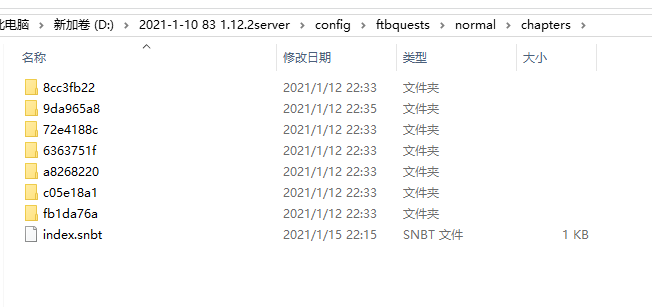 此电脑 › 新加卷 (D:) › 2021-1-10 83 1.12.2server › config › ftbquests › normal › chapters ›
名称 修改日期 类型 大小
8cc3fb22 2021/1/12 22:33 文件夹
9da965a8 2021/1/12 22:35 文件夹
72e4188c 2021/1/12 22:33 文件夹
6363751f 2021/1/12 22:33 文件夹
a8268220 2021/1/12 22:33 文件夹
c05e18a1 2021/1/12 22:33 文件夹
fb1da76a 2021/1/12 22:33 文件夹
index.snbt 2021/1/15 22:15 SNBT 文件 1 KB